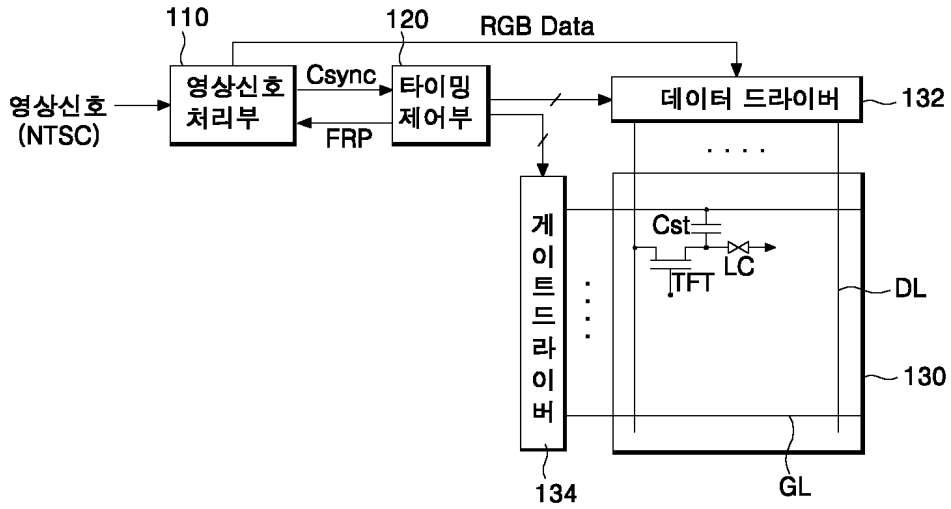 110
120
RGB Data
영상신호
(NTSC)
영상신호
처리부
Csync
FRP
타이밍
제어부
데이터 드라이버
132
. . . .
게이트드라이버
Cst
TFT
LC
DL
130
134
GL